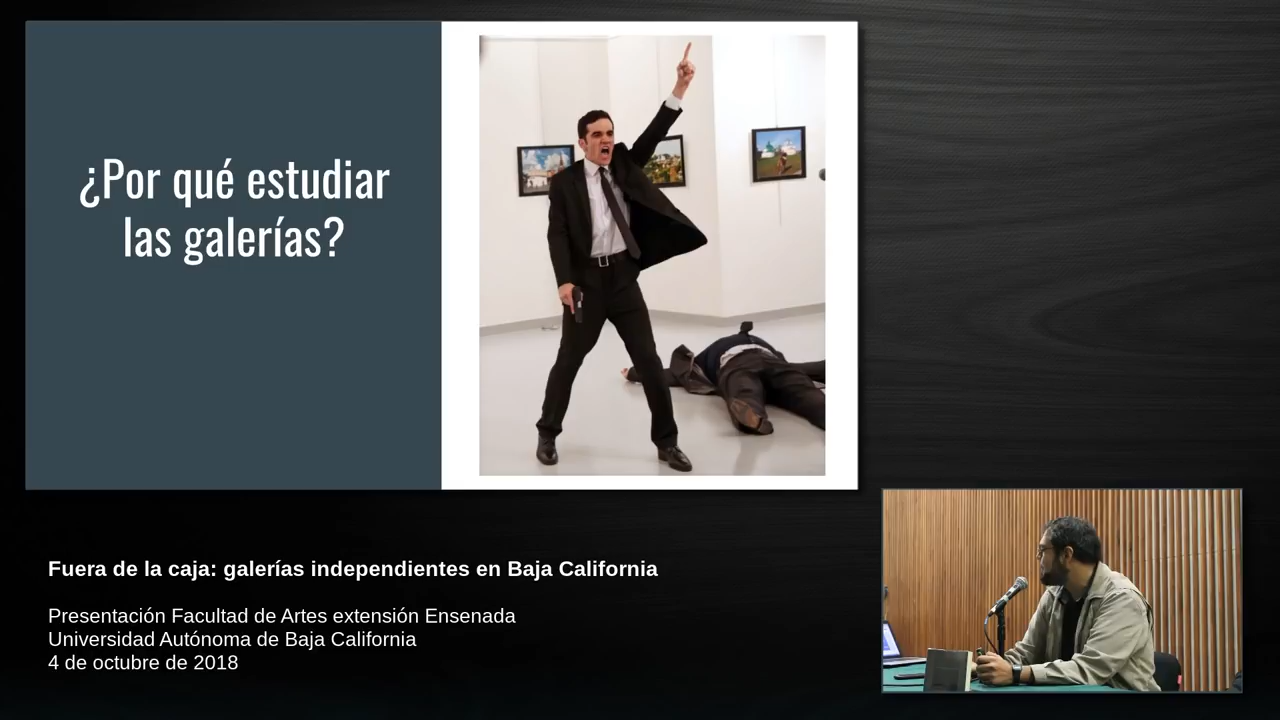 ¿Por qué estudiar
las galerías?
Fuera de la caja: galerías independientes en Baja California
Presentación Facultad de Artes extensión Ensenada
Universidad Autónoma de Baja California
4 de octubre de 2018